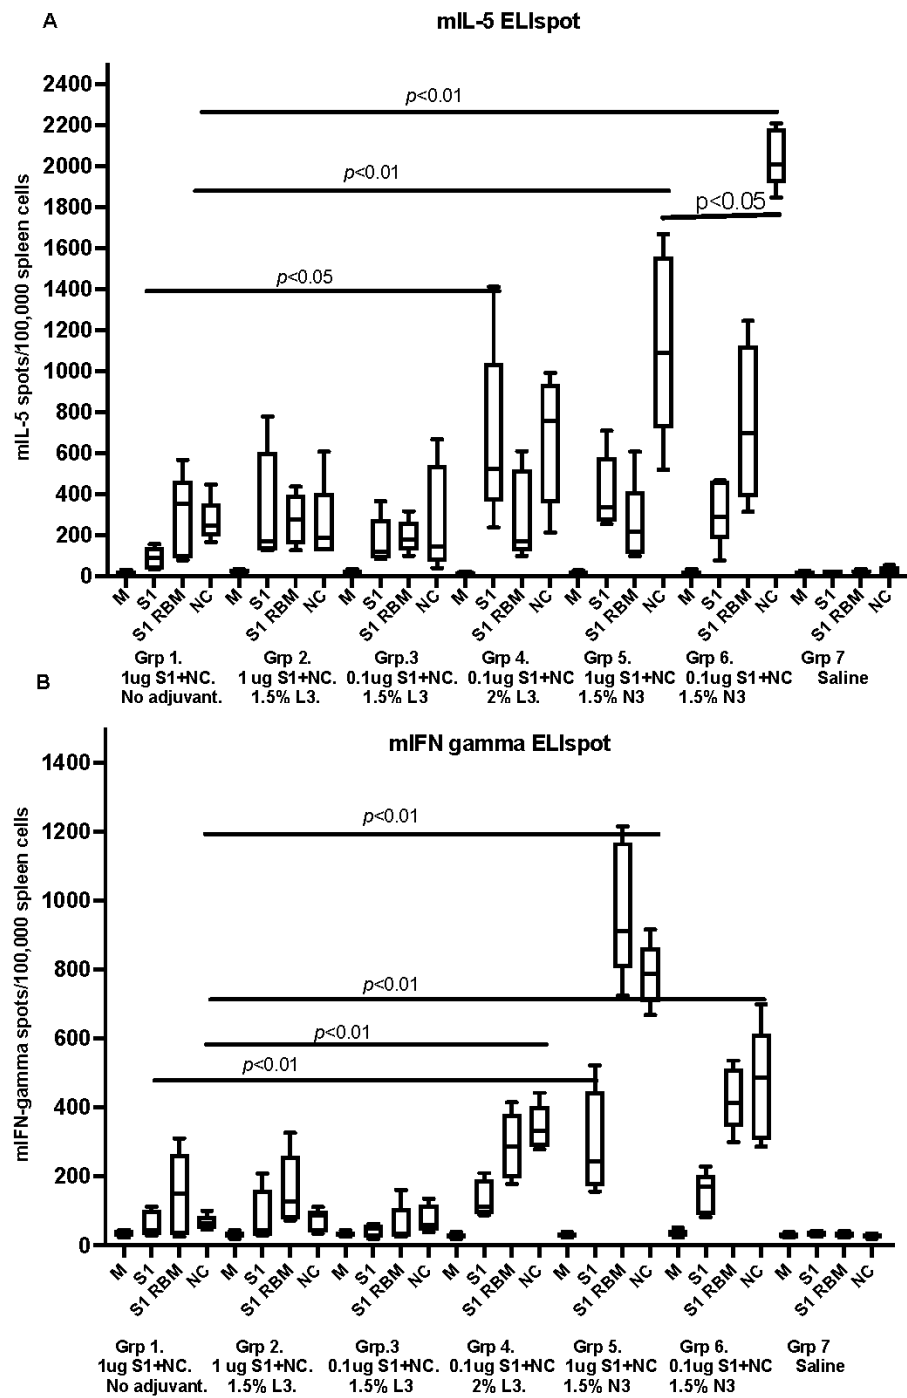 A
mIL-5 ELIspot
mIL-5 spots/100,000 spleen cells
2400
2200
2000
1800
1600
1400
1200
1000
800
600
400
200
0
p<0.01
p<0.01
p<0.05
p<0.05
M S1 S1 RBM NC M S1 S1 RBM NC M S1 S1 RBM NC M S1 S1 RBM NC M S1 S1 RBM NC M S1 S1 RBM NC M S1 S1 RBM NC
Grp 1. Grp 2. Grp.3 Grp 4. Grp 5. Grp 6. Grp 7
1ug S1+NC. 1 ug S1+NC. 0.1ug S1+NC. 0.1ug S1+NC 1ug S1+NC 0.1ug S1+NC Saline
No adjuvant. 1.5% L3. 1.5% L3 2% L3. 1.5% N3 1.5% N3
B
mIFN gamma ELIspot
mIFN-gamma spots/100,000 spleen cells
1400
1200
1000
800
600
400
200
0
p<0.01
p<0.01
p<0.01
p<0.01
M S1 S1 RBM NC M S1 S1 RBM NC M S1 S1 RBM NC M S1 S1 RBM NC M S1 S1 RBM NC M S1 S1 RBM NC M S1 S1 RBM NC
Grp 1. Grp 2. Grp.3 Grp 4. Grp 5. Grp 6. Grp 7
1ug S1+NC. 1 ug S1+NC. 0.1ug S1+NC. 0.1ug S1+NC 1ug S1+NC 0.1ug S1+NC Saline
No adjuvant. 1.5% L3. 1.5% L3 2% L3. 1.5% N3 1.5% N3